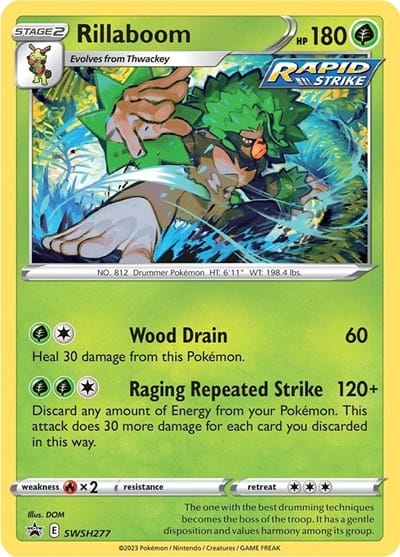 STAGE2 Rillaboom HP 180
Evolves from Thwackey
RAPID STRIKE
NO. 812 Drummer Pokémon HT: 6'11" WT: 198.4 lbs.
Wood Drain 60
Heal 30 damage from this Pokémon.
Raging Repeated Strike 120+
Discard any amount of Energy from your Pokémon. This
attack does 30 more damage for each card you discarded
in this way.
weakness ×2 resistance retreat
Illus. DOM
E SWSH277
The one with the best drumming techniques
becomes the boss of the troop. It has a gentle
disposition and values harmony among its group.
©2023 Pokémon / Nintendo / Creatures / GAME FREAK